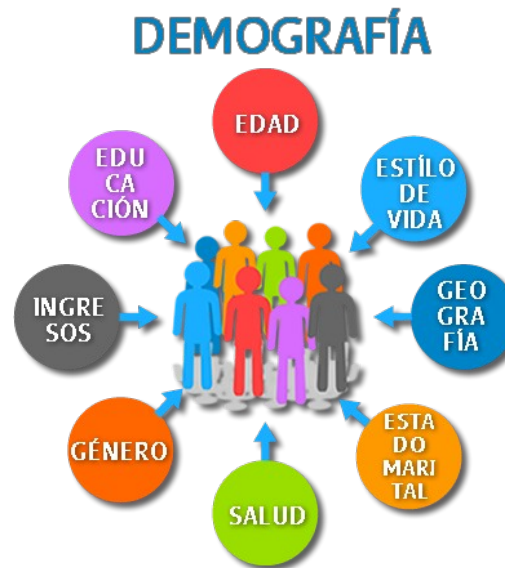 DEMOGRAFÍA
EDAD
EDU
CA
CIÓN
ESTÍLO
DE
VIDA
INGRE
SOS
GEO
GRA
FÍA
GÉNERO
ESTA
DO
MARI
TAL
SALUD